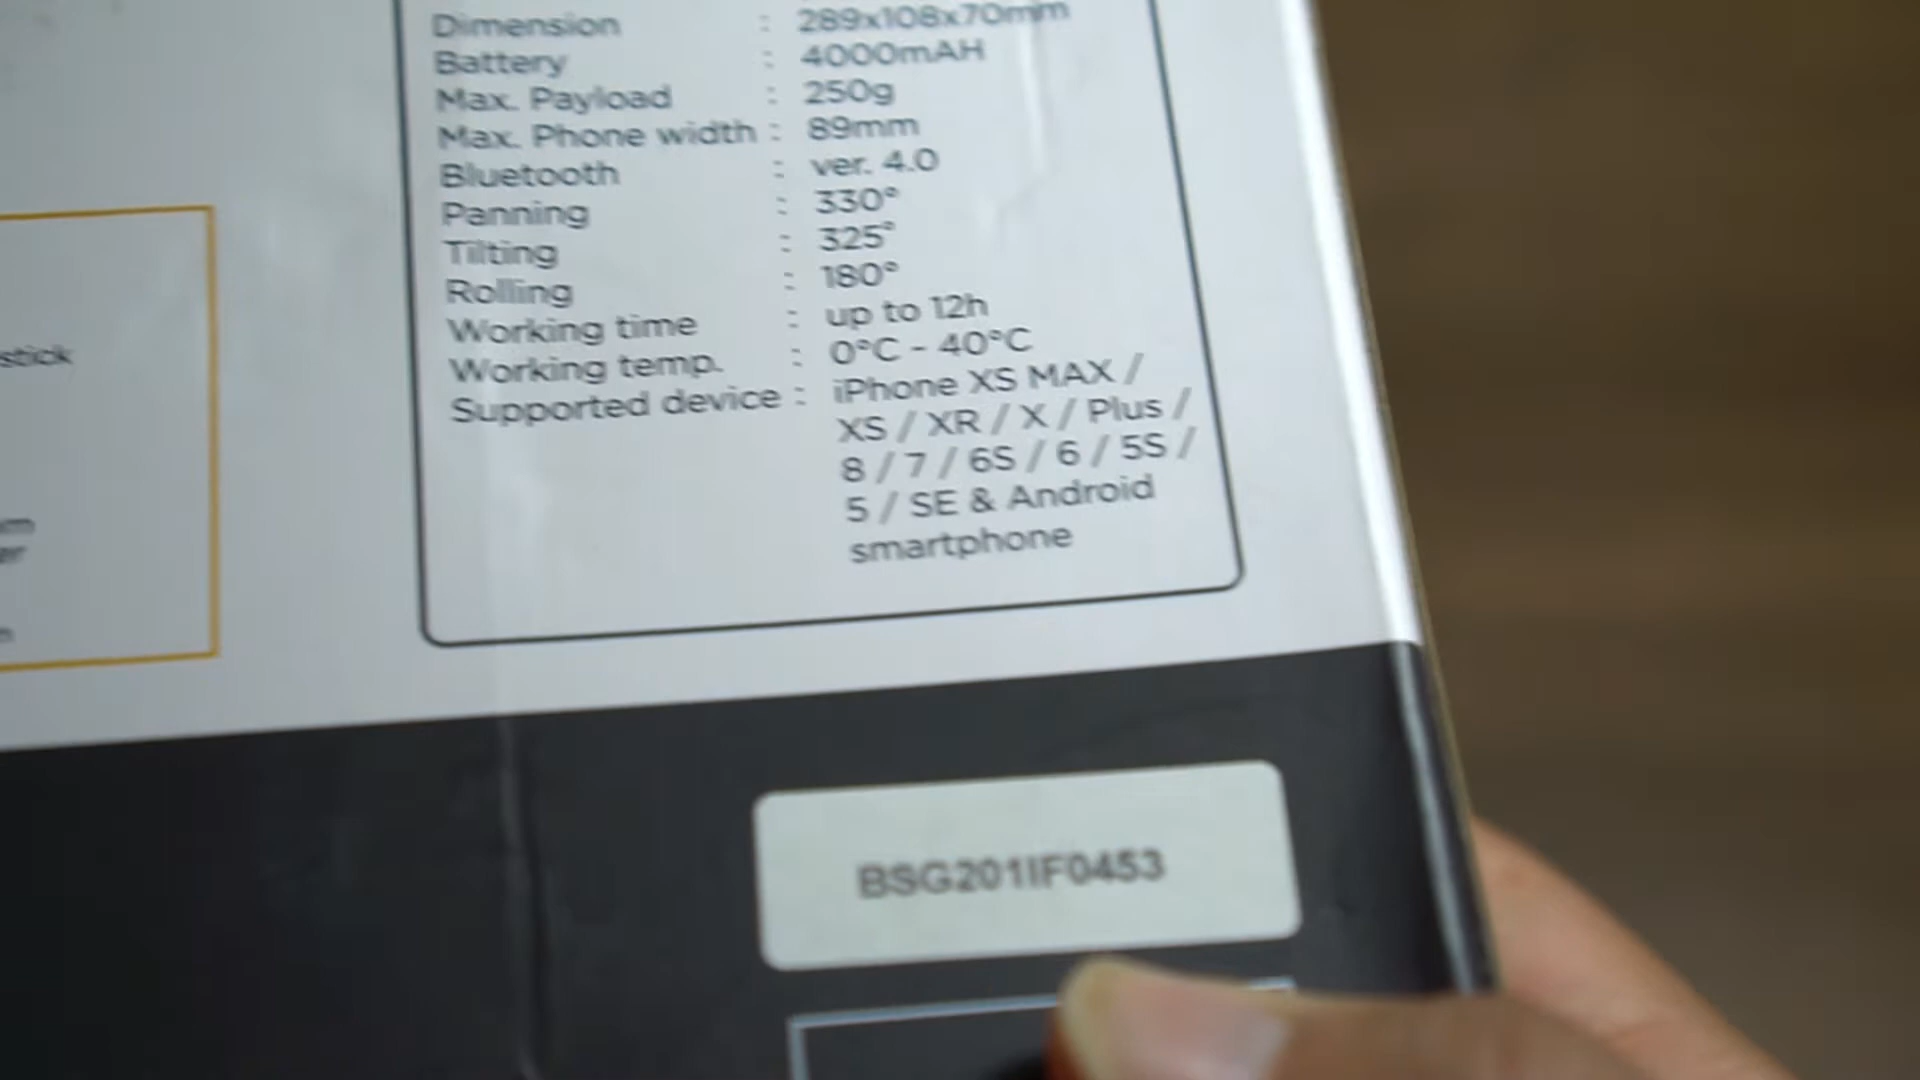 Dimension : 289x108x70mm
Battery : 4000mAH
Max. Payload : 250g
Max. Phone width : 89mm
Bluetooth : ver. 4.0
Panning : 330°
Tilting : 325°
Rolling : 180°
Working time : up to 12h
Working temp. : 0°C - 40°C
Supported device : iPhone XS MAX /
XS / XR / X / Plus /
8 / 7 / 6S / 6 / 5S /
5 / SE & Android
smartphone
stick
BSG201IF0453